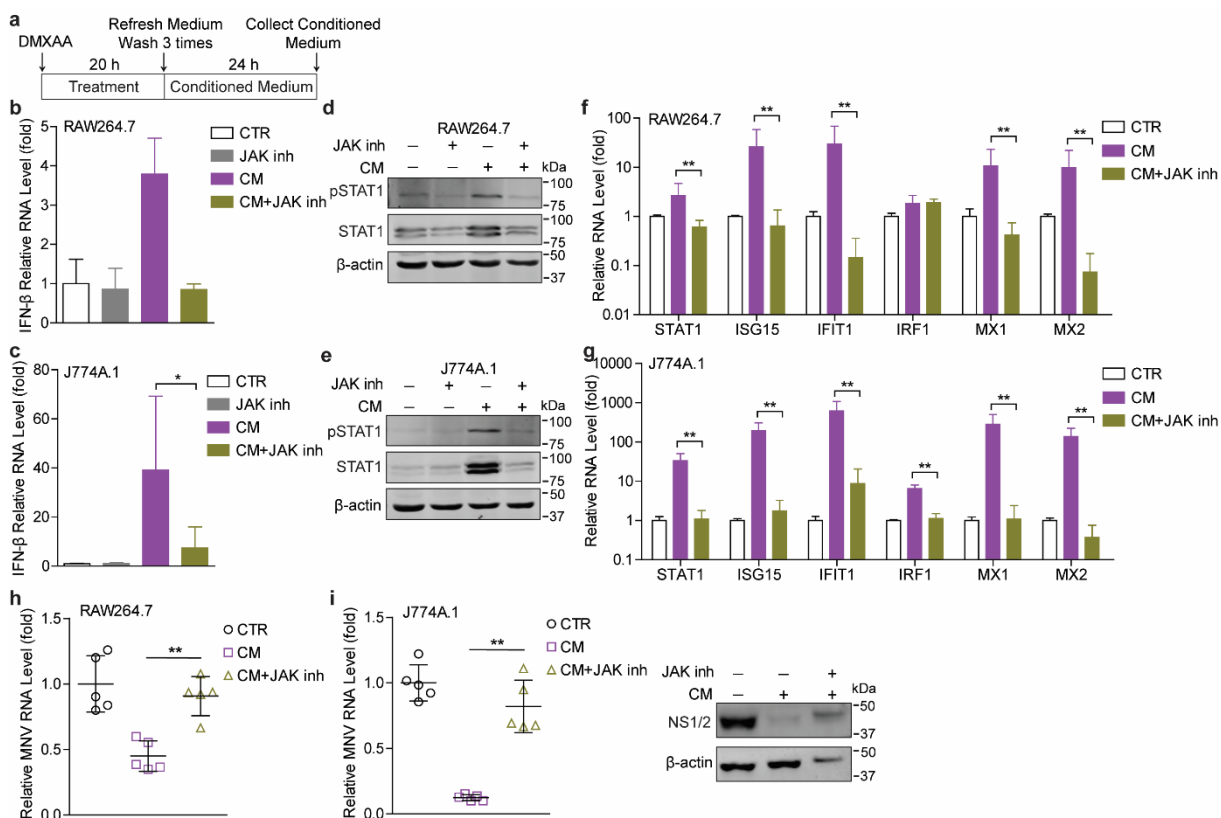 a
DMXAA
Refresh Medium
Wash 3 times
Collect Conditioned
Medium
20 h
24 h
Treatment
Conditioned Medium
b
RAW264.7
IFN-β Relative RNA Level (fold)
5
4
3
2
1
0
CTR
JAK inh
CM
CM+JAK inh
c
J774A.1
IFN-β Relative RNA Level (fold)
80
60
40
20
0
*
CTR
JAK inh
CM
CM+JAK inh
d
RAW264.7
JAK inh – + – +
CM – – + + kDa
pSTAT1
-100
-75
STAT1
-100
-75
β-actin
-50
-37
e
J774A.1
JAK inh – + – +
CM – – + + kDa
pSTAT1
-100
-75
STAT1
-100
-75
β-actin
-50
-37
f
RAW264.7
Relative RNA Level (fold)
100
10
1
0.1
0.01
** ** ** ** **
STAT1 ISG15 IFIT1 IRF1 MX1 MX2
CTR
CM
CM+JAK inh
g
J774A.1
Relative RNA Level (fold)
10000
1000
100
10
1
0.1
** ** ** ** ** **
STAT1 ISG15 IFIT1 IRF1 MX1 MX2
CTR
CM
CM+JAK inh
h
RAW264.7
Relative MNV RNA Level (fold)
1.5
1.0
0.5
0.0
**
CTR
CM
CM+JAK inh
i
J774A.1
Relative MNV RNA Level (fold)
1.5
1.0
0.5
0.0
**
CTR
CM
CM+JAK inh
JAK inh – – +
CM – + + kDa
NS1/2
-50
-37
β-actin
-50
-37